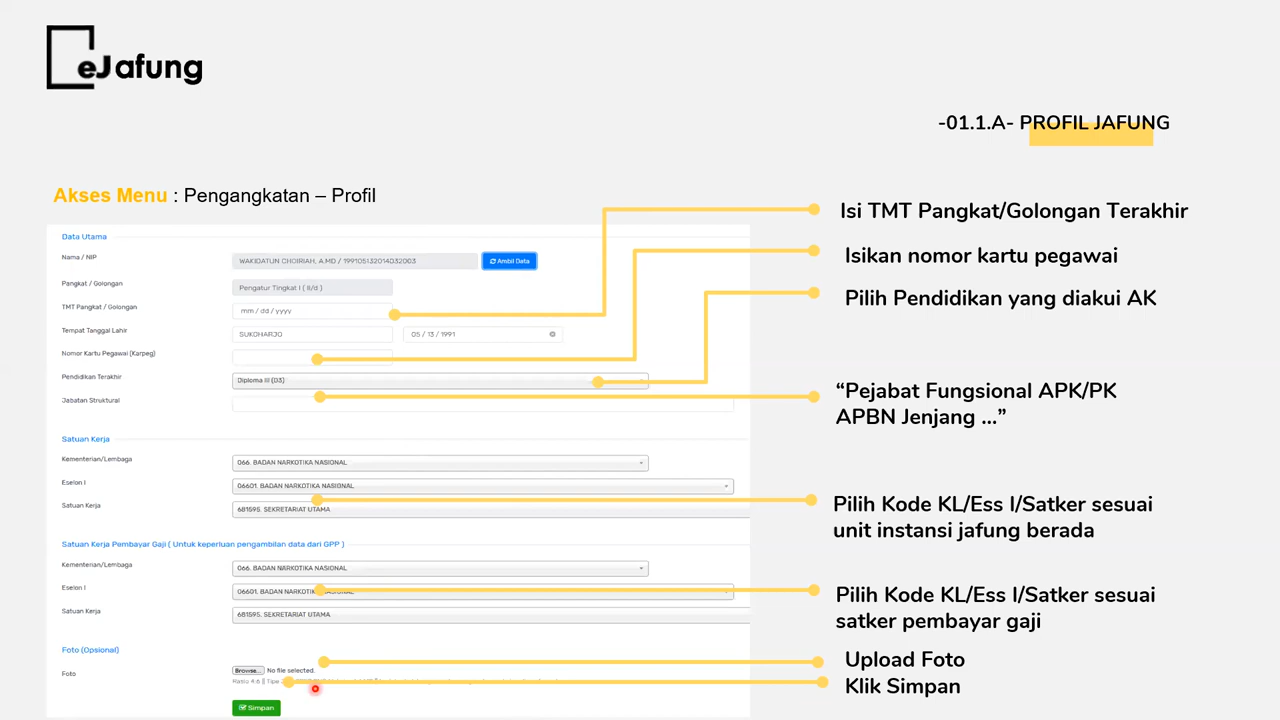 eJafung
-01.1.A- PROFIL JAFUNG
Akses Menu : Pengangkatan – Profil
Data Utama
Nama / NIP
WAKIDATUN CHOIRIAH, A.MD / 199105132014032003
Ambil Data
Pangkat / Golongan
Pengatur Tingkat I ( II/d )
TMT Pangkat / Golongan
mm / dd / yyyy
Tempat Tanggal Lahir
SUKOHARJO
05 / 13 / 1991
Nomor Kartu Pegawai (Karpeg)
Pendidikan Terakhir
Diploma III (D3)
Jabatan Struktural
Satuan Kerja
Kementerian/Lembaga
066. BADAN NARKOTIKA NASIONAL
Eselon I
06601. BADAN NARKOTIKA NASIONAL
Satuan Kerja
681595. SEKRETARIAT UTAMA
Satuan Kerja Pembayar Gaji ( Untuk keperluan pengambilan data dari GPP )
Kementerian/Lembaga
066. BADAN NARKOTIKA NASIONAL
Eselon I
06601. BADAN NARKOTIKA NASIONAL
Satuan Kerja
681595. SEKRETARIAT UTAMA
Foto (Opsional)
Foto
Browse... No file selected.
Rasio 4:6 || Tipe
Simpan
Isi TMT Pangkat/Golongan Terakhir
Isikan nomor kartu pegawai
Pilih Pendidikan yang diakui AK
“Pejabat Fungsional APK/PK
APBN Jenjang ...”
Pilih Kode KL/Ess I/Satker sesuai
unit instansi jafung berada
Pilih Kode KL/Ess I/Satker sesuai
satker pembayar gaji
Upload Foto
Klik Simpan